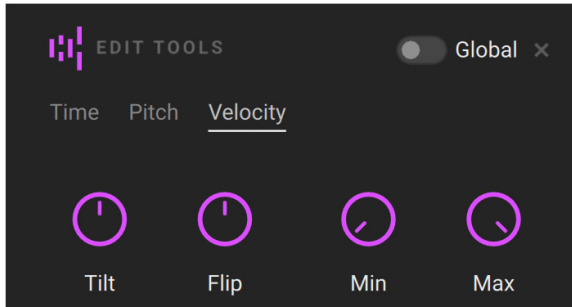 EDIT TOOLS Global ×
Time Pitch Velocity
Tilt Flip Min Max